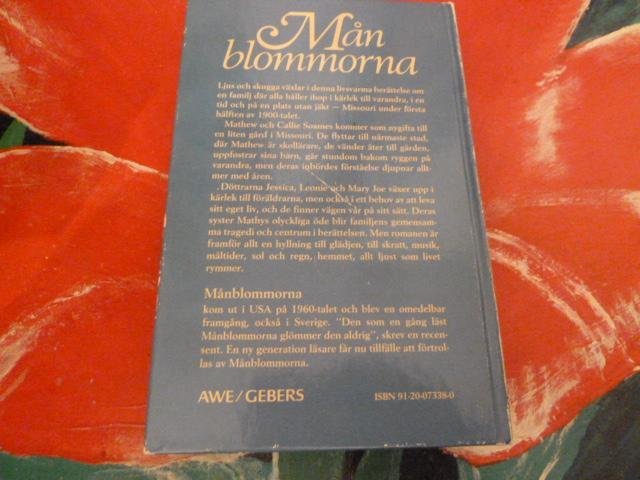 Mån
blommorna
Ljus och skugga växlar i denna livsvarma berättelse om
en familj där alla håller ihop i kärlek till varandra, i en
tid och på en plats utan jäkt – Missouri under första
hälften av 1900-talet.
Mathew och Callie Soames kommer som nygifta till
en liten gård i Missouri. De flyttar till närmaste stad,
där Mathew är skollärare, de vänder åter till gården,
uppfostrar sina barn, går stundom bakom ryggen på
varandra, men deras inbördes förståelse djupnar allt-
mer med åren.
Döttrarna Jessica, Leonie och Mary Joe växer upp i
kärlek till föräldrarna, men också i ett behov av att leva
sitt eget liv, och de finner vägen var på sitt sätt. Deras
syster Mathys olyckliga öde blir familjens gemensam-
ma tragedi och centrum i berättelsen. Men romanen är
framför allt en hyllning till glädjen, till skratt, musik,
måltider, sol och regn, hemmet, allt ljust som livet
rymmer.
Månblommorna
kom ut i USA på 1960-talet och blev en omedelbar
framgång, också i Sverige. "Den som en gång läst
Månblommorna glömmer den aldrig", skrev en recen-
sent. En ny generation läsare får nu tillfälle att förtrol-
las av Månblommorna.
AWE/GEBERS
ISBN 91-20-07338-0